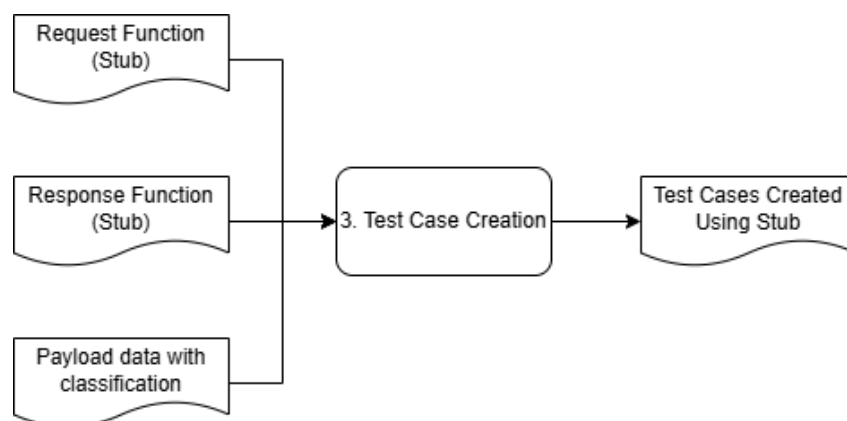 Request Function
(Stub)
Response Function
(Stub)
3. Test Case Creation
Test Cases Created
Using Stub
Payload data with
classification